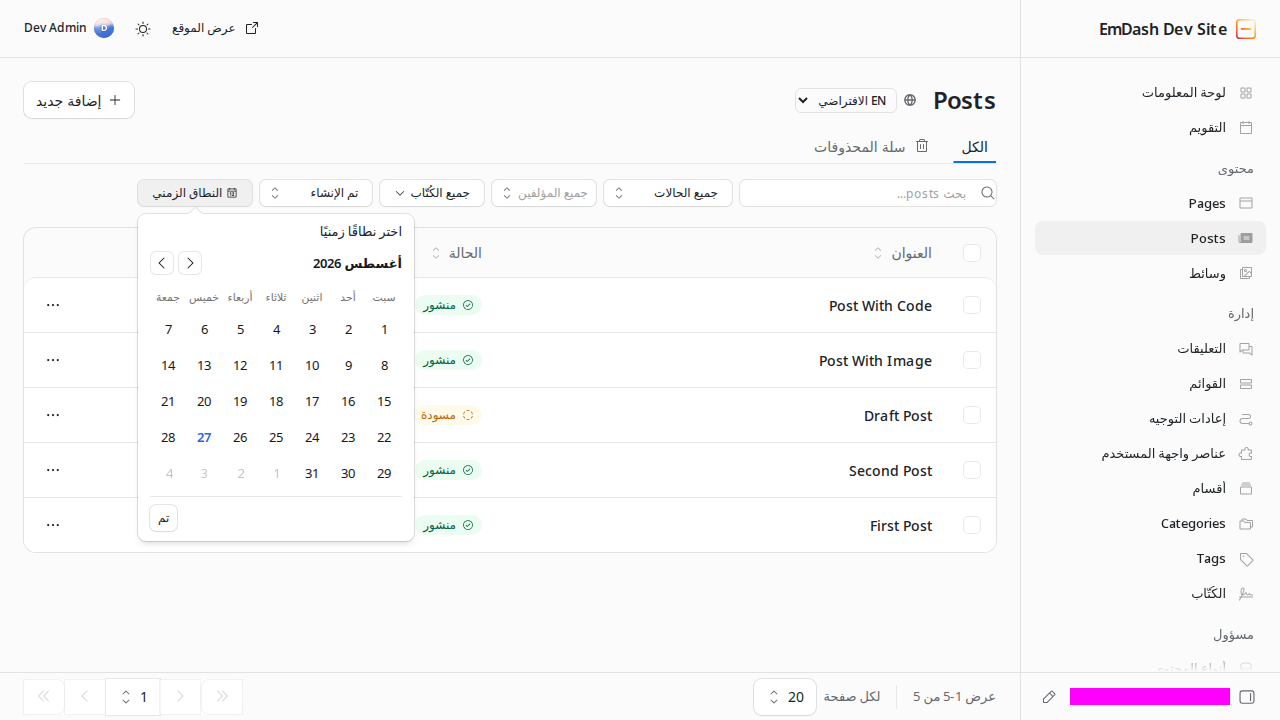 EmDash Dev Site
عرض الموقع
Dev Admin
D
لوحة المعلومات
التقويم
محتوى
Pages
Posts
وسائط
إدارة
التعليقات
القوائم
إعادات التوجيه
عناصر واجهة المستخدم
أقسام
Categories
Tags
الكتّاب
مسؤول
أنواع المحتوى
Posts
EN الافتراضي
إضافة جديد
الكل
سلة المحذوفات
بحث posts...
جميع الحالات
جميع المؤلفين
جميع الكُتّاب
تم الإنشاء
النطاق الزمني
العنوان
الحالة
Post With Code
منشور
Post With Image
منشور
Draft Post
مسودة
Second Post
منشور
First Post
منشور
اختر نطاقًا زمنيًا
أغسطس 2026
سبت أحد اثنين ثلاثاء أربعاء خميس جمعة
1 2 3 4 5 6 7
8 9 10 11 12 13 14
15 16 17 18 19 20 21
22 23 24 25 26 27 28
29 30 31 1 2 3 4
تم
عرض 1-5 من 5
لكل صفحة
20
1